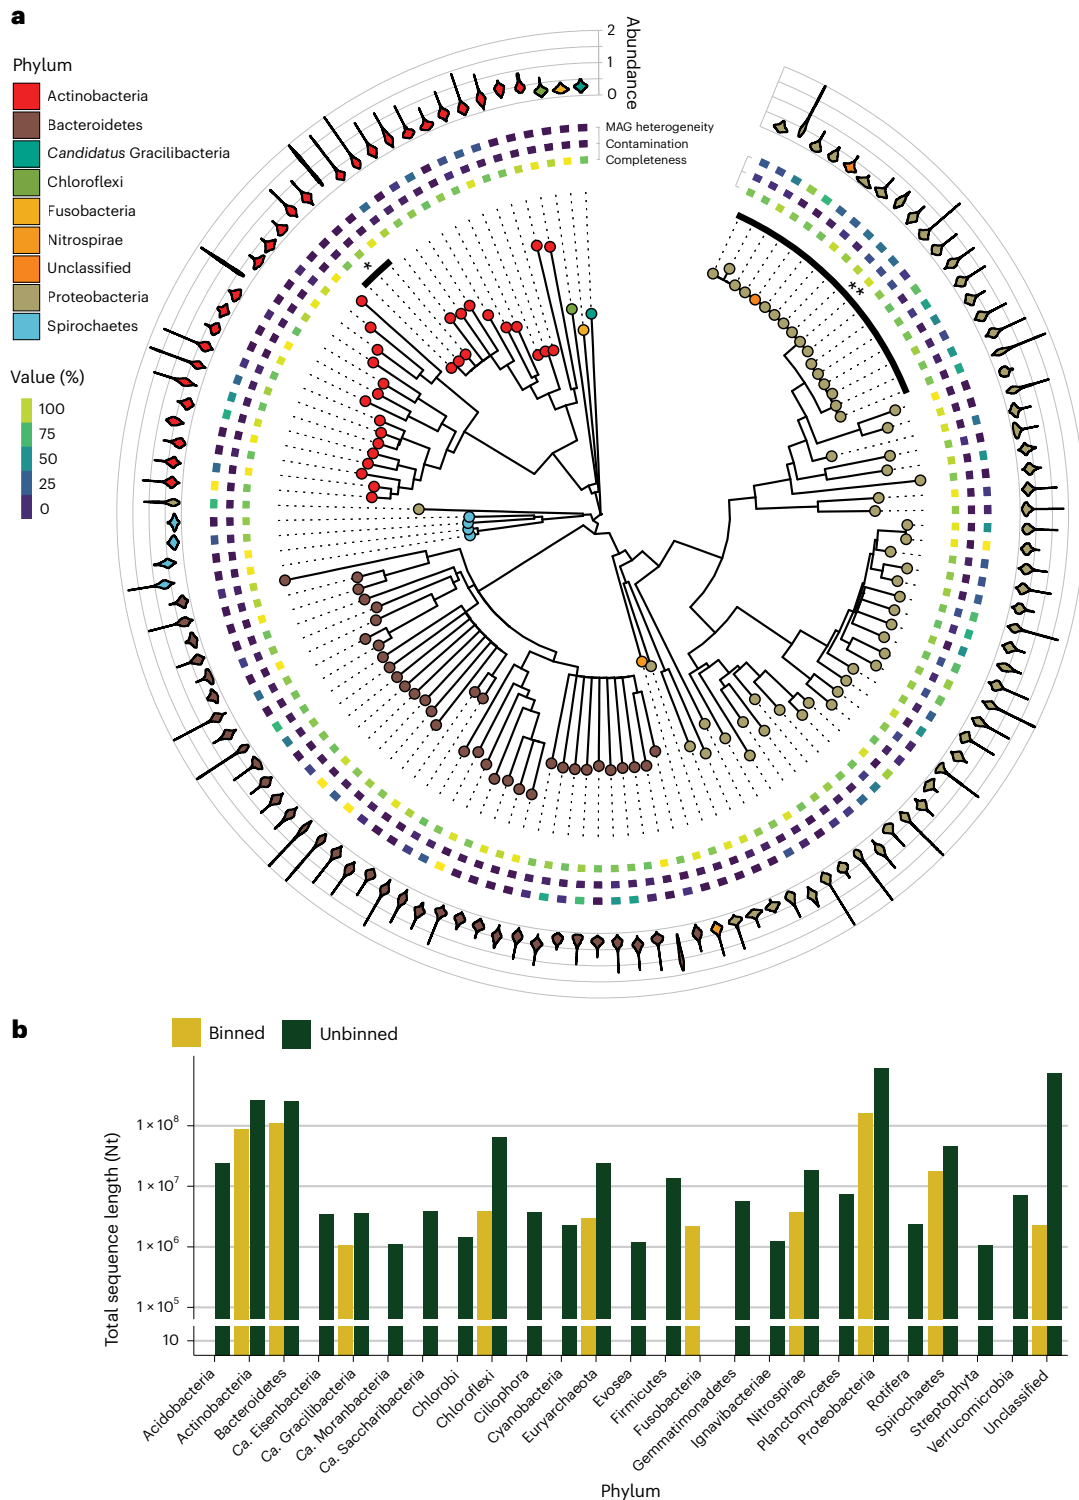 a
Phylum
Actinobacteria
Bacteroidetes
Candidatus Gracilibacteria
Chloroflexi
Fusobacteria
Nitrospirae
Unclassified
Proteobacteria
Spirochaetes
Value (%)
100
75
50
25
0
2
1
0
Abundance
MAG heterogeneity
Contamination
Completeness
*
**
b
Binned
Unbinned
Total sequence length (Nt)
1 × 10⁸
1 × 10⁷
1 × 10⁶
1 × 10⁵
10
Acidobacteria
Actinobacteria
Bacteroidetes
Ca. Eisenbacteria
Ca. Gracilibacteria
Ca. Moranbacteria
Ca. Saccharibacteria
Chlorobi
Chloroflexi
Ciliophora
Cyanobacteria
Euryarchaeota
Evosea
Firmicutes
Fusobacteria
Gemmatimonadetes
Ignavibacteriae
Nitrospirae
Planctomycetes
Proteobacteria
Rotifera
Spirochaetes
Streptophyta
Verrucomicrobia
Unclassified
Phylum